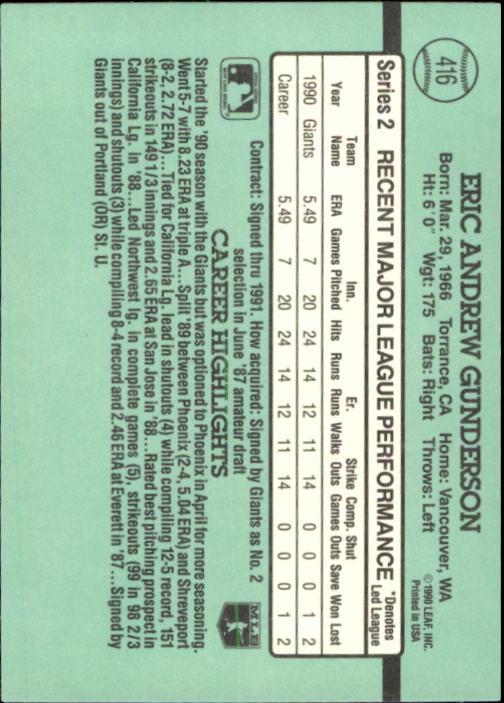 416
ERIC ANDREW GUNDERSON
Born: Mar. 29, 1966 Torrance, CA Home: Vancouver, WA
Ht: 6'0" Wgt: 175 Bats: Right Throws: Left
©1990 LEAF, INC.
Printed in USA
Series 2 RECENT MAJOR LEAGUE PERFORMANCE *Denotes Led League
Team Inn. Er. Strike Comp. Shut
Year Name ERA Games Pitched Hits Runs Runs Walks Outs Games Outs Save Won Lost
1990 Giants 5.49 7 20 24 14 12 11 14 0 0 0 1 2
Career 5.49 7 20 24 14 12 11 14 0 0 0 1 2
Contract: Signed thru 1991. How acquired: Signed by Giants as No. 2
selection in June '87 amateur draft
CAREER HIGHLIGHTS
MLB
Started the '90 season with the Giants but was optioned to Phoenix in April for more seasoning.
Went 5-7 with 8.23 ERA at triple A...Split '89 between Phoenix (2-4, 5.04 ERA) and Shreveport
(8-2, 2.72 ERA)...Tied for California Lg. lead in shutouts (4) while compiling 12-5 record, 151
strikeouts in 149 1/3 innings and 2.65 ERA at San Jose in '88...Rated best pitching prospect in
California Lg. in '88...Led Northwest lg. in complete games (5), strikeouts (99 in 98 2/3
innings) and shutouts (3) while compiling 8-4 record and 2.46 ERA at Everett in '87...Signed by
Giants out of Portland (OR) St. U.